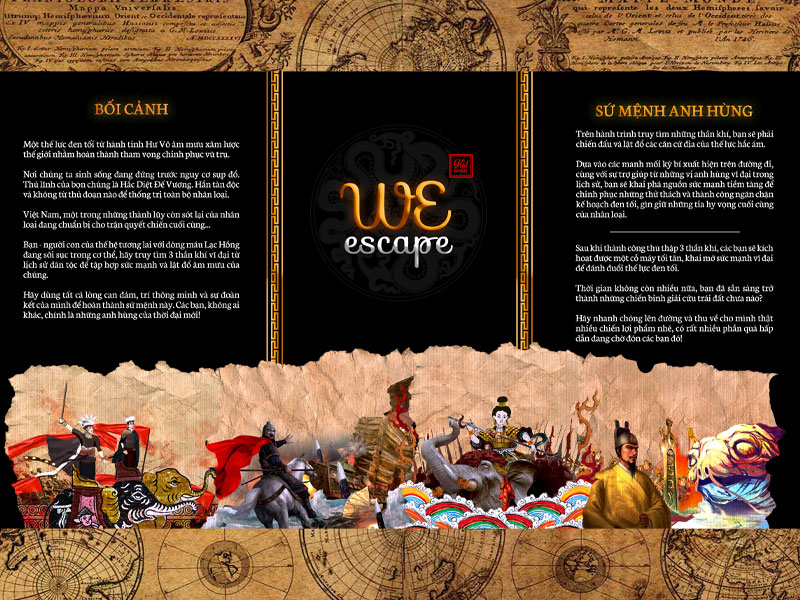 BỐI CẢNH
Một thế lực đen tối từ hành tinh Hư Vô âm mưu xâm lược
thế giới nhằm hoàn thành tham vọng chinh phục vũ trụ.
Nơi chúng ta sinh sống đang đứng trước nguy cơ sụp đổ.
Thủ lĩnh của bọn chúng là Hắc Diệt Đế Vương. Hắn tàn độc
và không từ thủ đoạn nào để thống trị toàn bộ nhân loại.
Việt Nam, một trong những thành lũy còn sót lại của nhân
loại đang chuẩn bị cho trận quyết chiến cuối cùng...
Bạn - người con của thế hệ tương lai với dòng máu Lạc Hồng
đang sôi sục trong cơ thể, hãy truy tìm 3 thần khí vĩ đại từ
lịch sử dân tộc để tập hợp sức mạnh và lật đổ âm mưu của
chúng.
Hãy dùng tất cả lòng can đảm, trí thông minh và sự đoàn
kết của mình để hoàn thành sứ mệnh này. Các bạn, không ai
khác, chính là những anh hùng của thời đại mới!
WE
escape
SỨ MỆNH ANH HÙNG
Trên hành trình truy tìm những thần khí, bạn sẽ phải
chiến đấu và lật đổ các căn cứ địa của thế lực hắc ám.
Dựa vào các manh mối kỳ bí xuất hiện trên đường đi,
cùng với sự trợ giúp từ những vị anh hùng vĩ đại trong
lịch sử, bạn sẽ khai phá nguồn sức mạnh tiềm tàng để
chinh phục những thử thách và thành công ngăn chặn
kế hoạch đen tối, gìn giữ những tia hy vọng cuối cùng
của nhân loại.
Sau khi thành công thu thập 3 thần khí, các bạn sẽ kích
hoạt được một cỗ máy tối tân, khai mở sức mạnh vĩ đại
để đánh đuổi thế lực đen tối.
Thời gian không còn nhiều nữa, bạn đã sẵn sàng trở
thành những chiến binh giải cứu trái đất chưa nào?
Hãy nhanh chóng lên đường và thu về cho mình thật
nhiều chiến lợi phẩm nhé, có rất nhiều phần quà hấp
dẫn đang chờ đón các bạn đó!